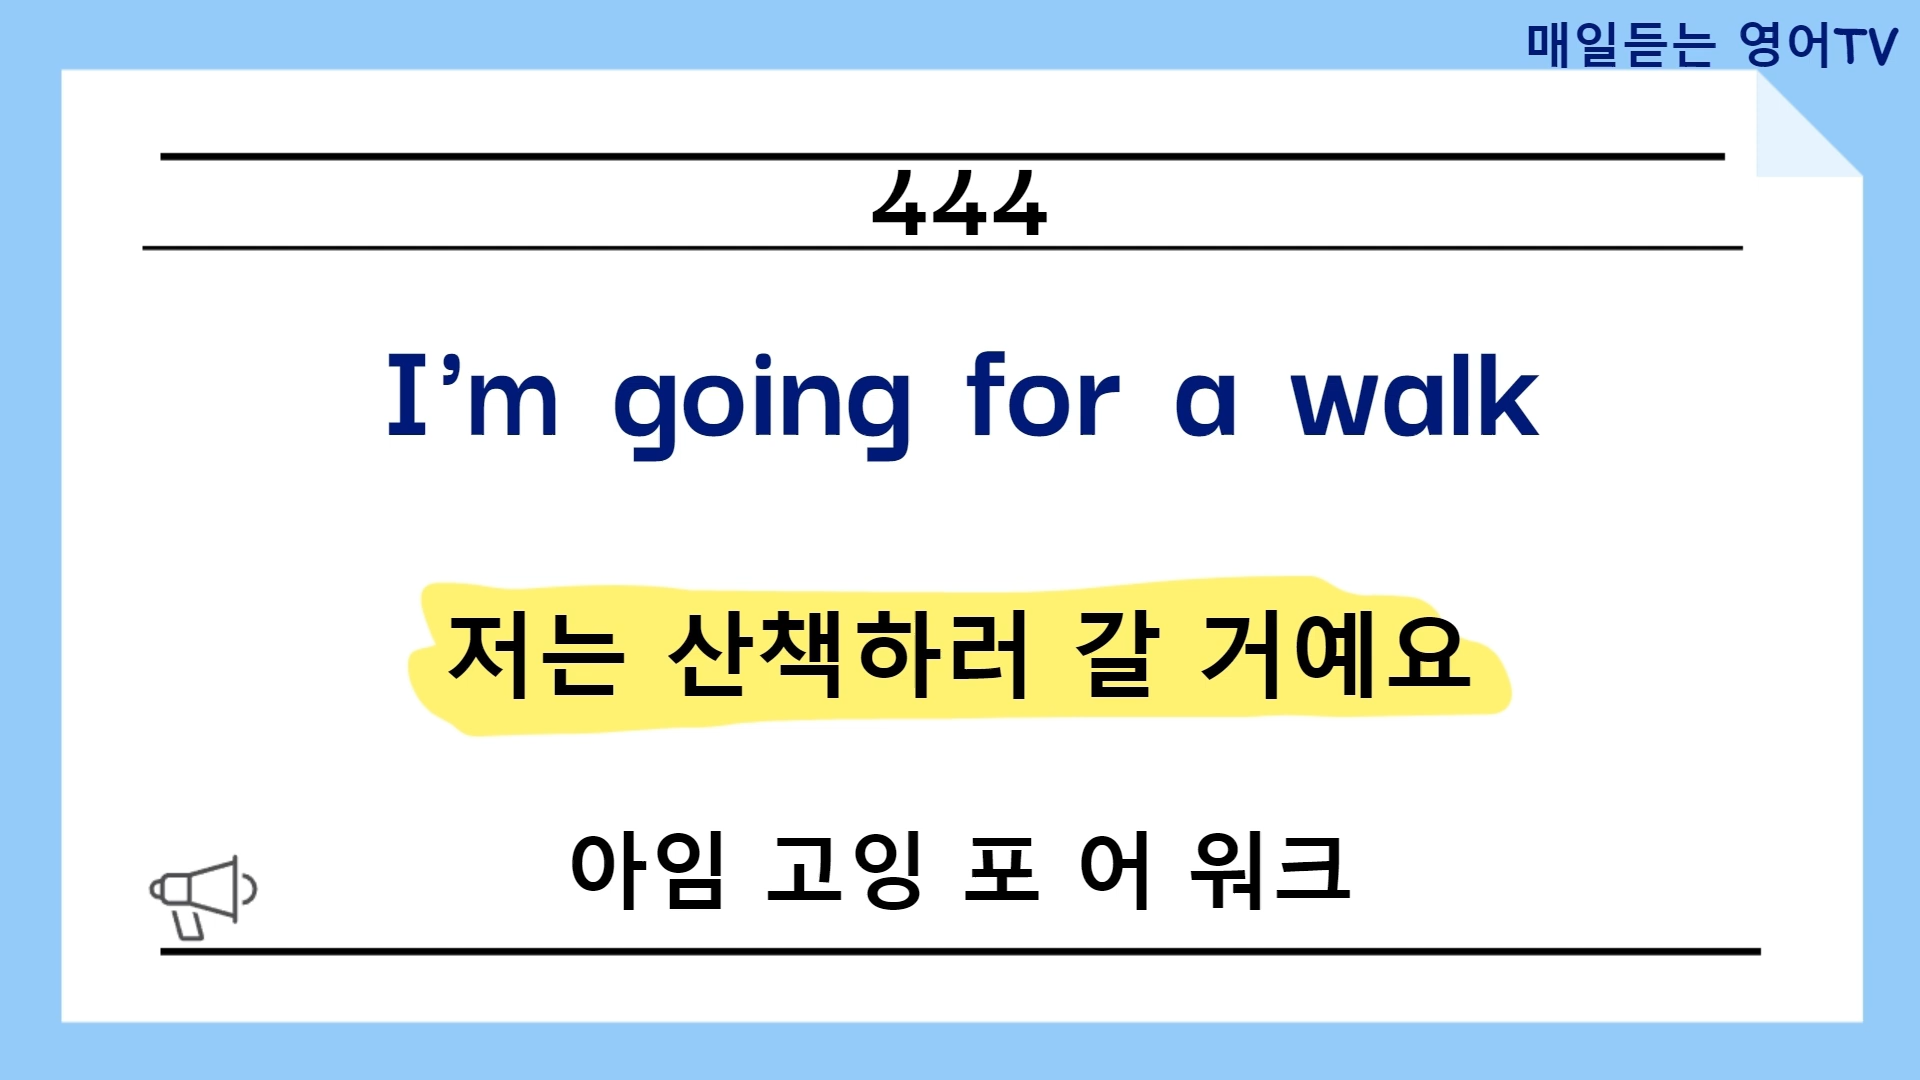 매일듣는 영어TV
444
I’m going for a walk
저는 산책하러 갈 거예요
아임 고잉 포 어 워크